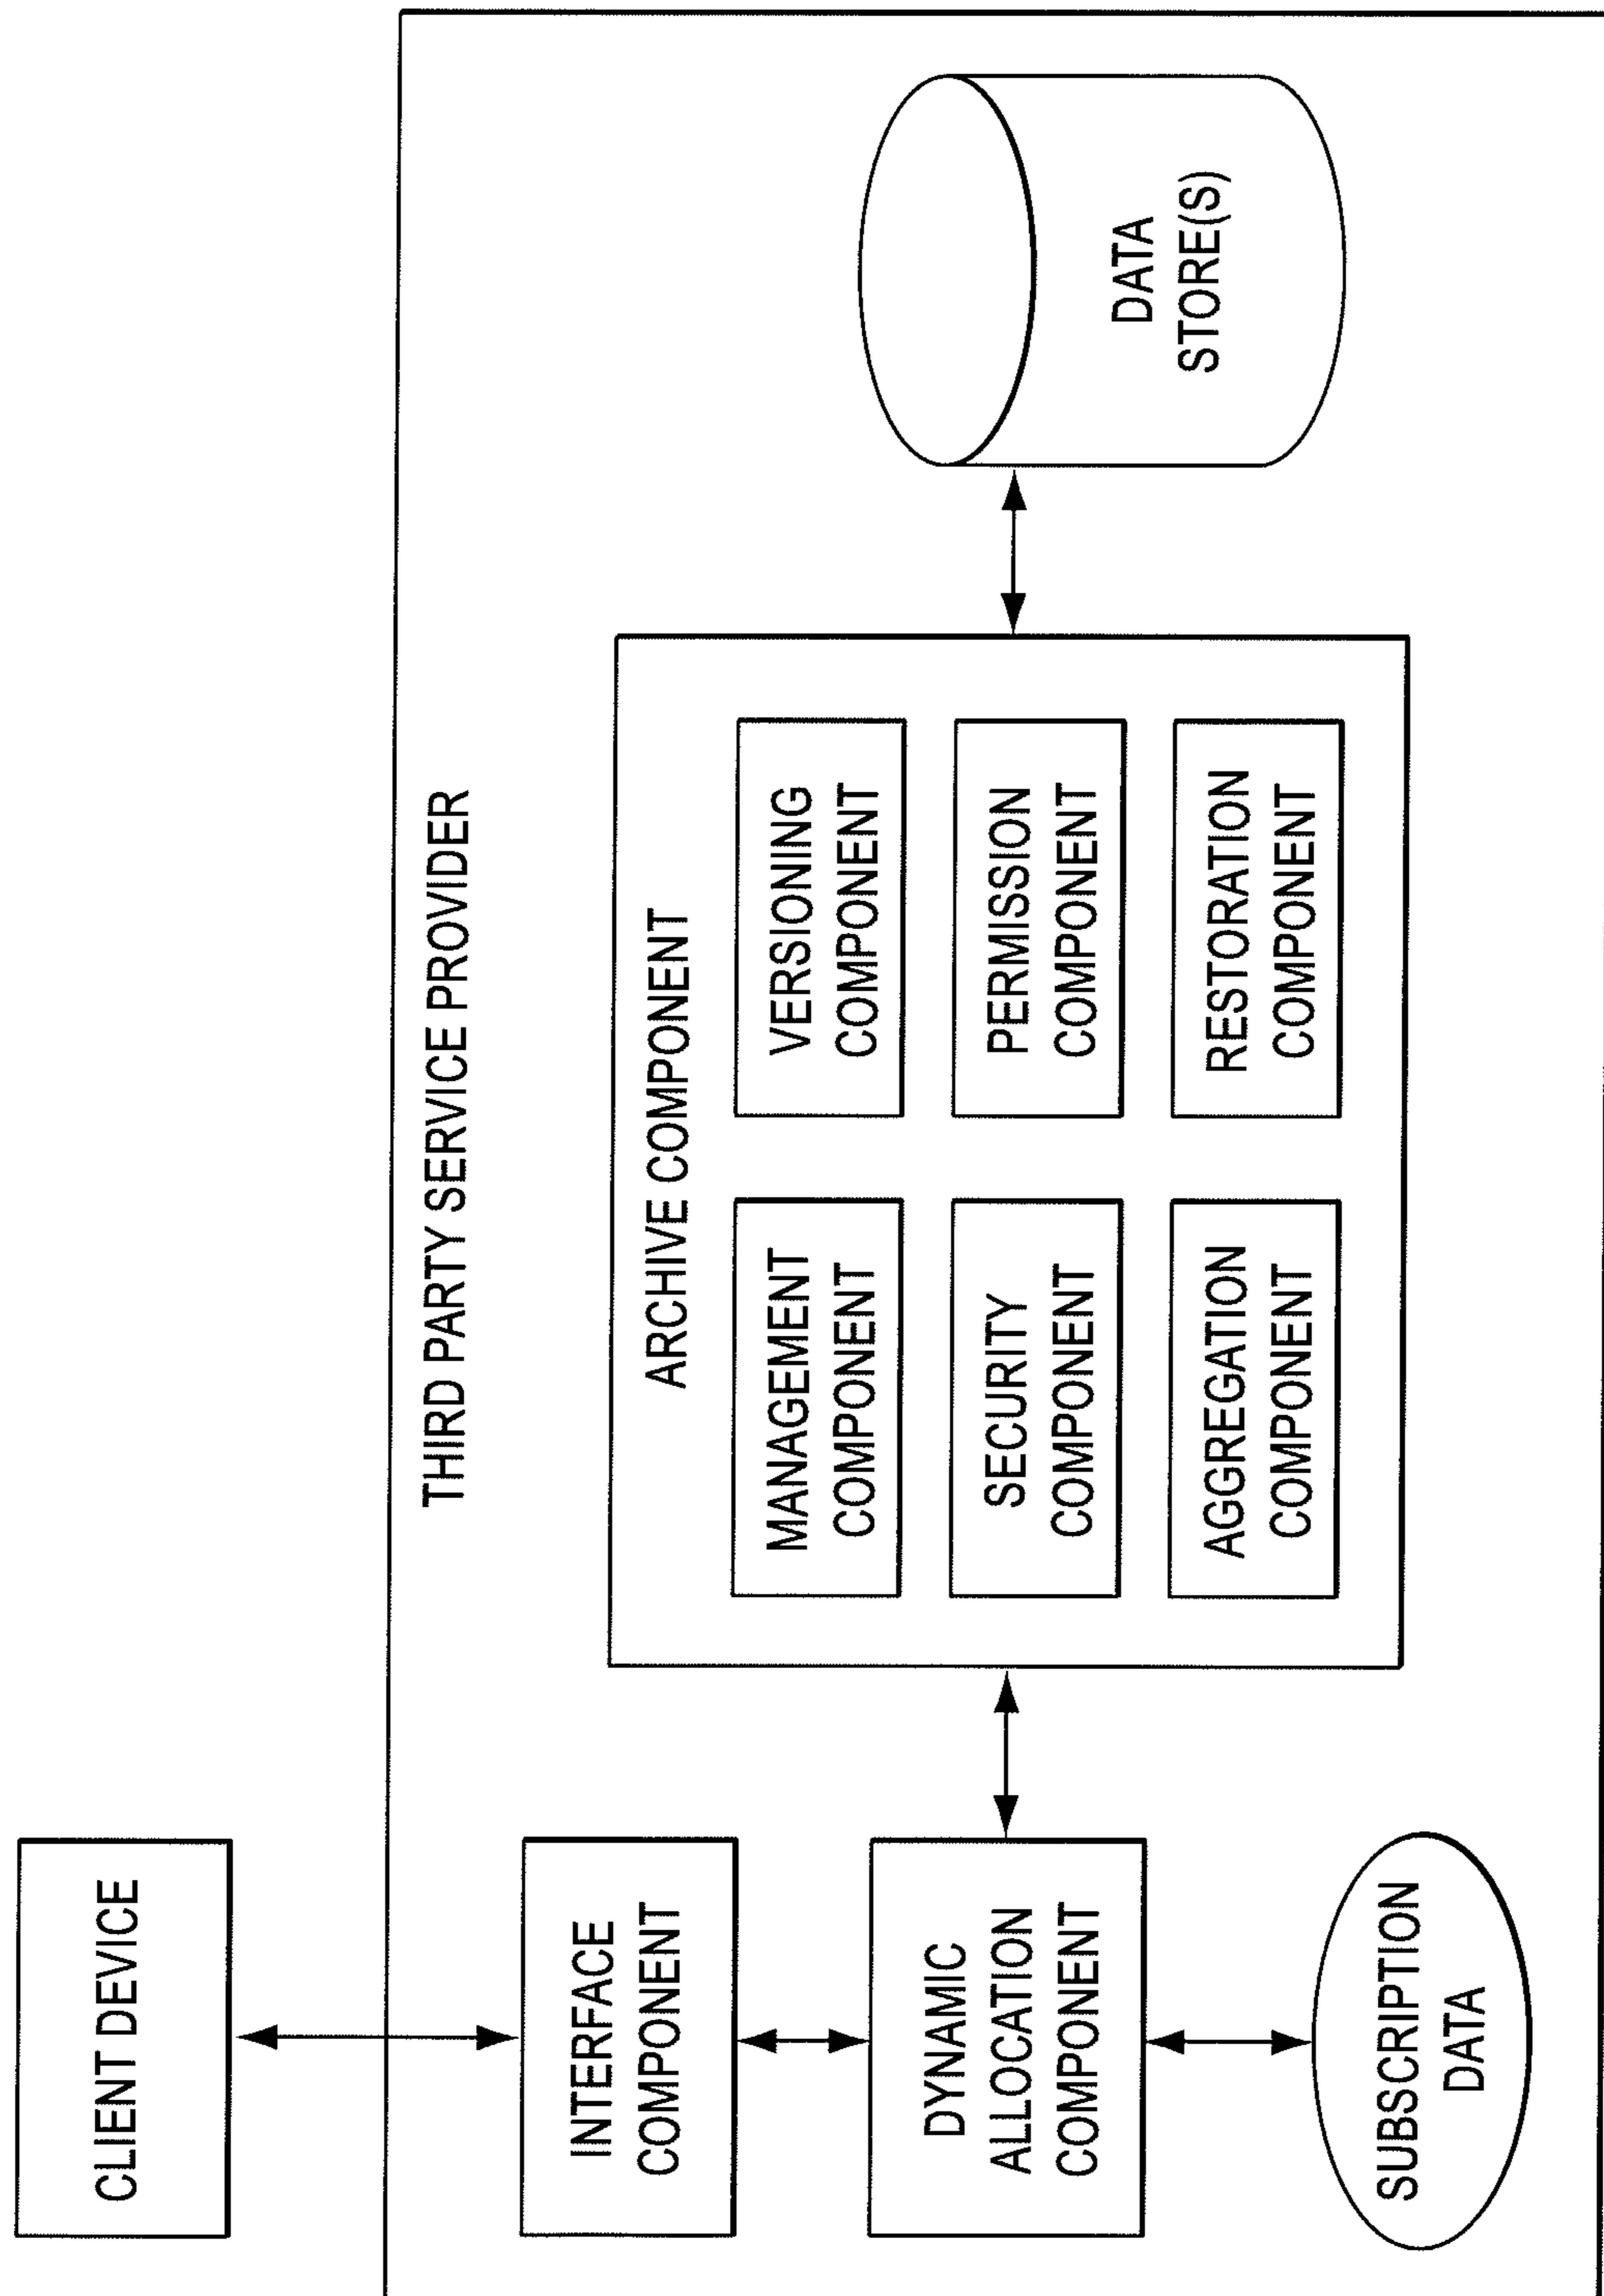 CLIENT DEVICE
THIRD PARTY SERVICE PROVIDER
INTERFACE
COMPONENT
DYNAMIC
ALLOCATION
COMPONENT
SUBSCRIPTION
DATA
ARCHIVE COMPONENT
MANAGEMENT
COMPONENT
VERSIONING
COMPONENT
SECURITY
COMPONENT
PERMISSION
COMPONENT
AGGREGATION
COMPONENT
RESTORATION
COMPONENT
DATA
STORE(S)